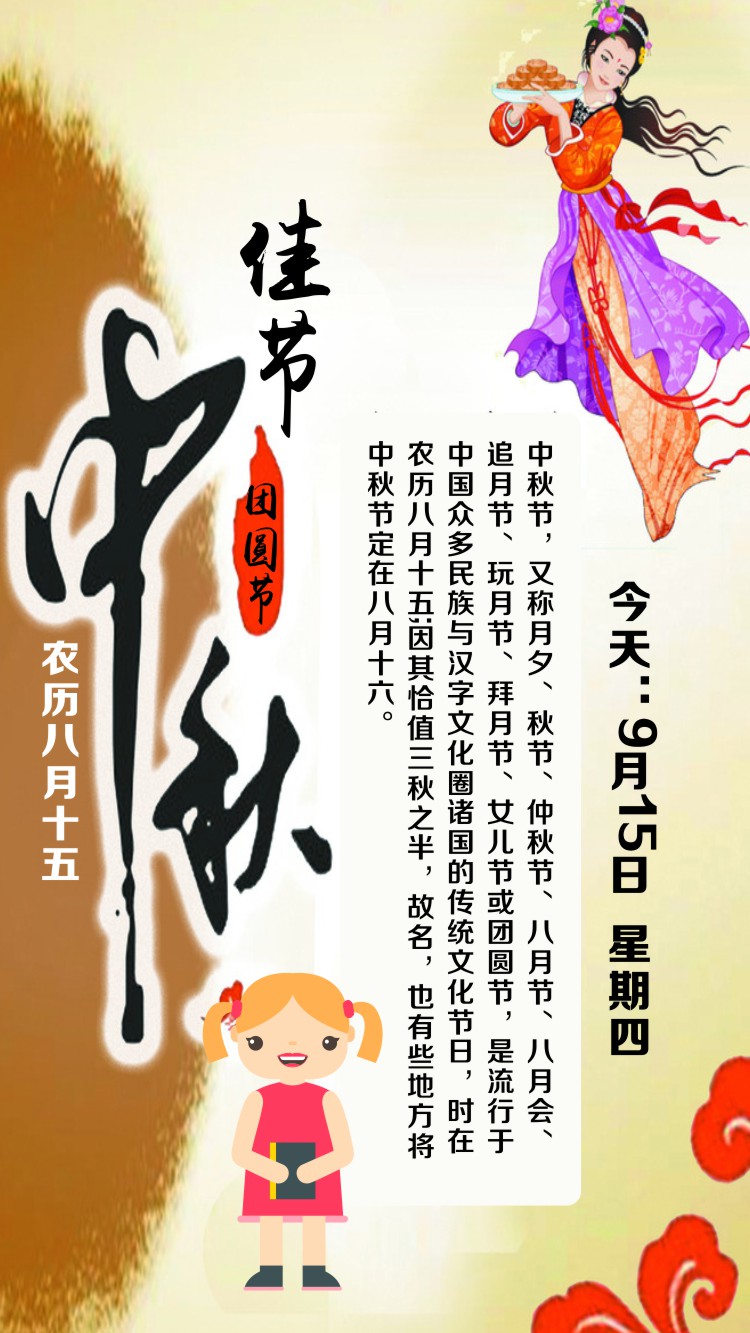 佳节
中秋
团圆节
农历八月十五
今天:9月15日 星期四
中秋节，又称月夕、秋节、仲秋节、八月节、八月会、
追月节、玩月节、拜月节、女儿节或团圆节，是流行于
中国众多民族与汉字文化圈诸国的传统文化节日，时在
农历八月十五;因其恰值三秋之半，故名，也有些地方将
中秋节定在八月十六。